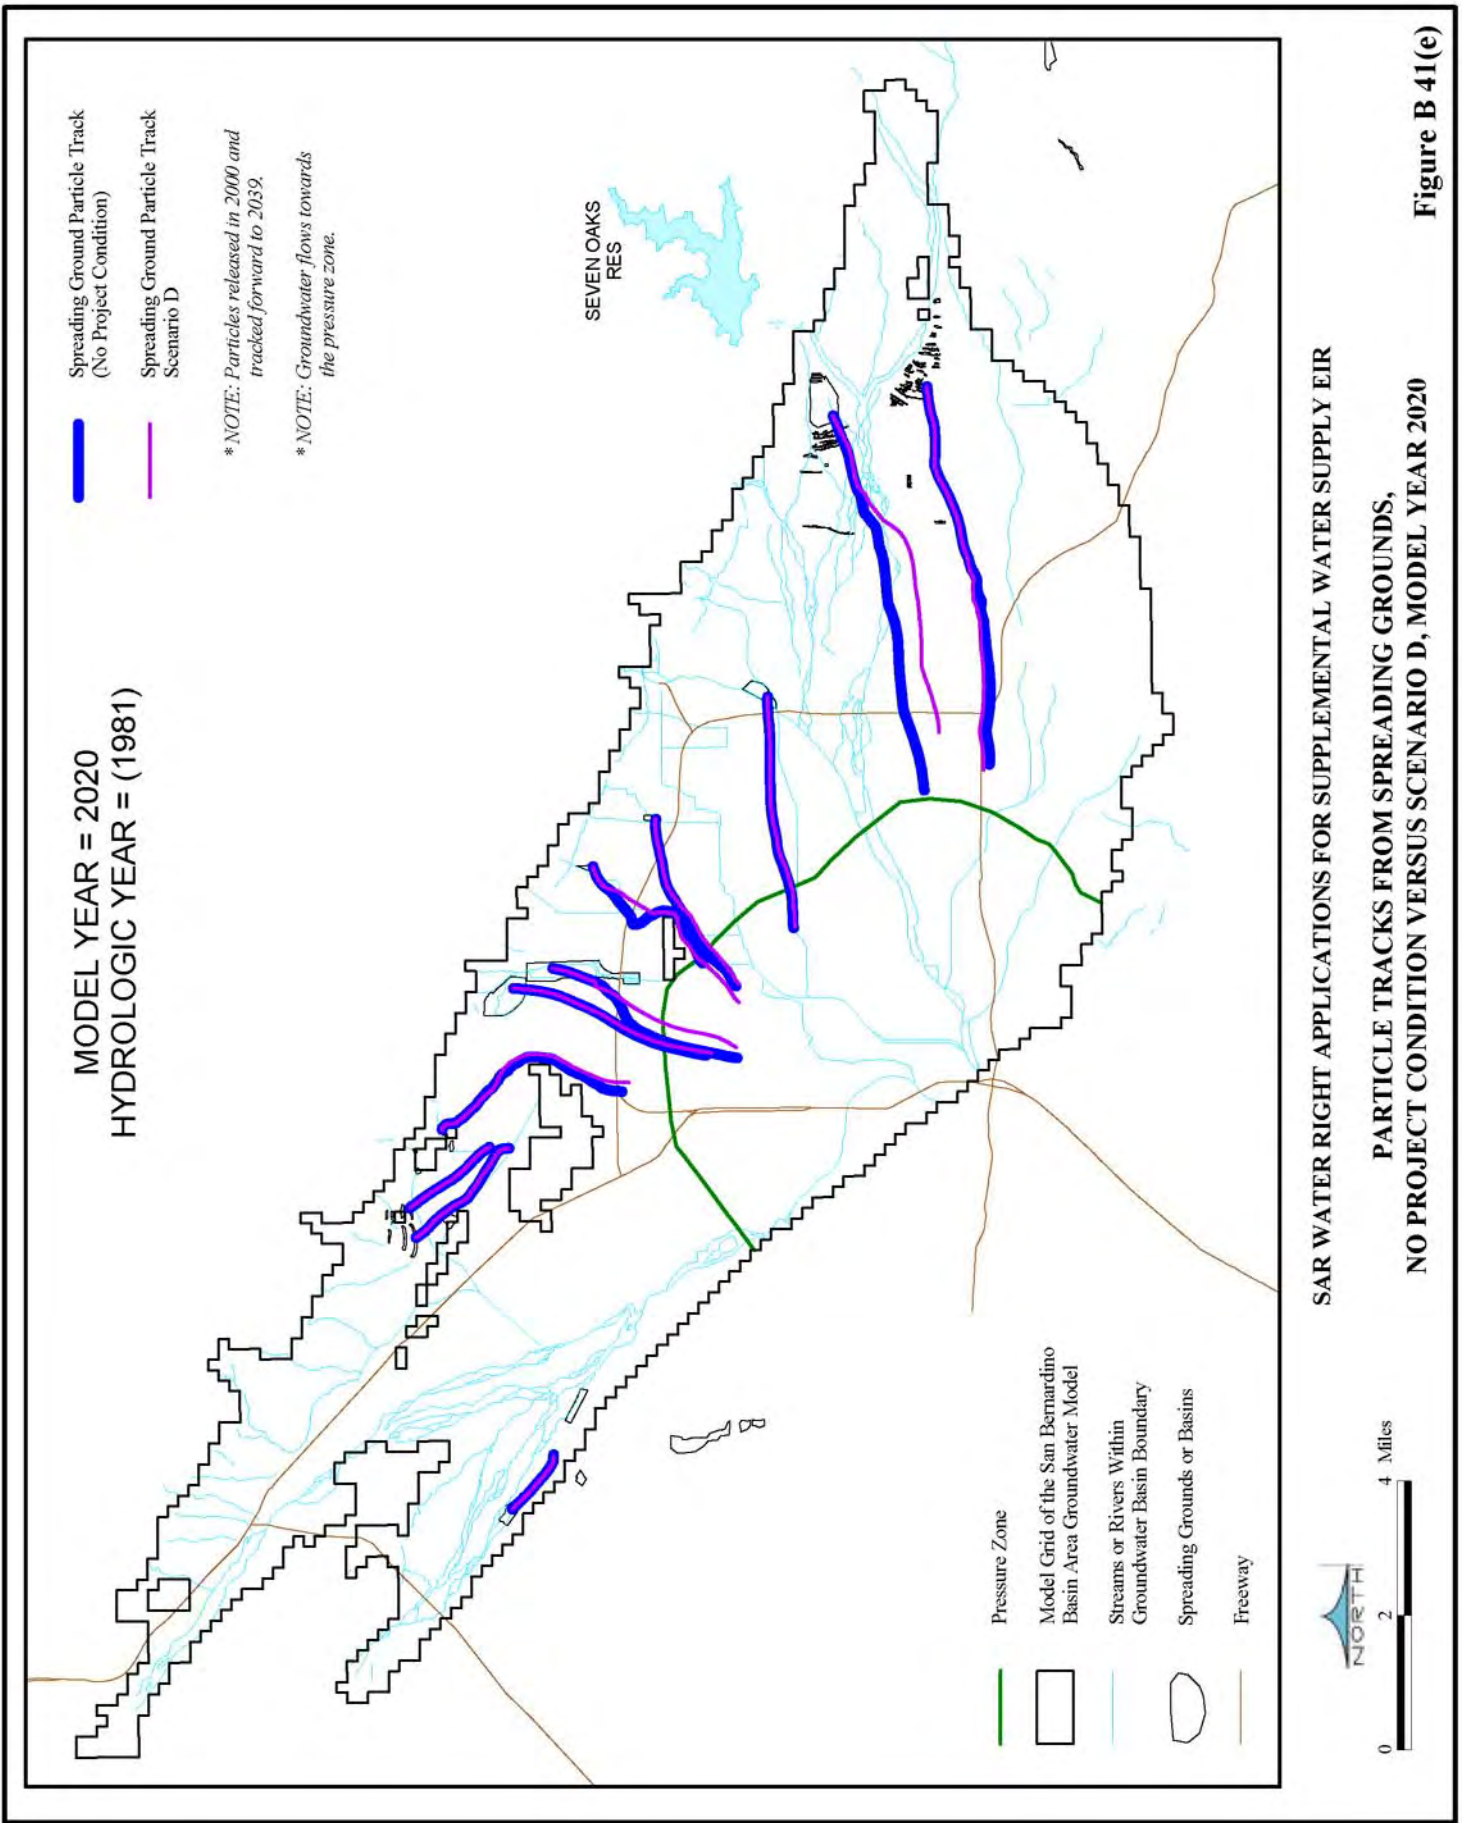 MODEL YEAR = 2020
HYDROLOGIC YEAR = (1981)
Spreading Ground Particle Track
(No Project Condition)
Spreading Ground Particle Track
Scenario D
* NOTE: Particles released in 2000 and
tracked forward to 2039.
* NOTE: Groundwater flows towards
the pressure zone.
SEVEN OAKS
RES
Pressure Zone
Model Grid of the San Bernardino
Basin Area Groundwater Model
Streams or Rivers Within
Groundwater Basin Boundary
Spreading Grounds or Basins
Freeway
NORTH
0 2 4 Miles
SAR WATER RIGHT APPLICATIONS FOR SUPPLEMENTAL WATER SUPPLY EIR
PARTICLE TRACKS FROM SPREADING GROUNDS,
NO PROJECT CONDITION VERSUS SCENARIO D, MODEL YEAR 2020
Figure B 41(e)